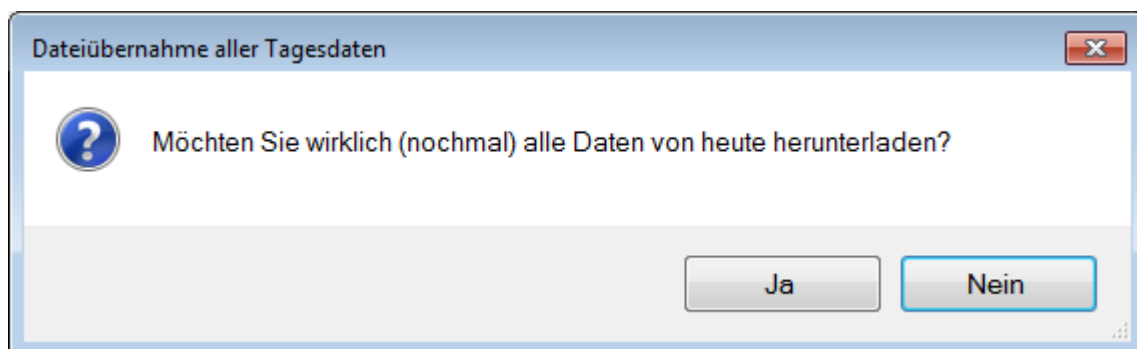 Dateiübernahme aller Tagesdaten
Möchten Sie wirklich (nochmal) alle Daten von heute herunterladen?
Ja
Nein